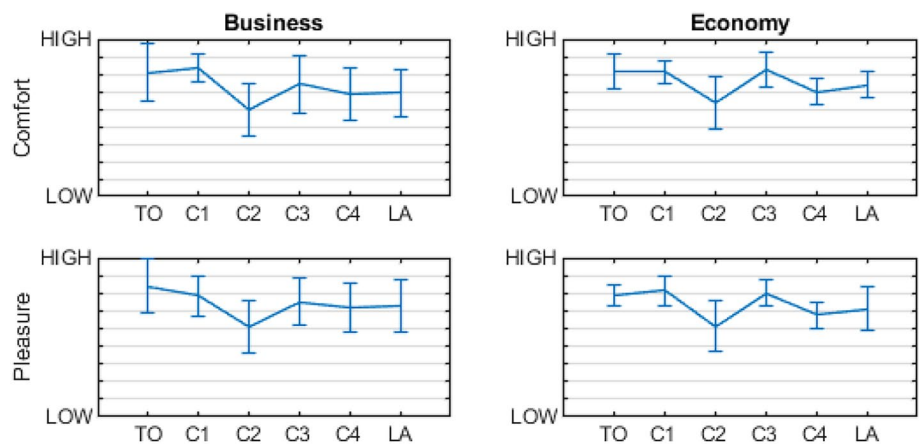 Business Economy
HIGH HIGH
Comfort
LOW LOW
TO C1 C2 C3 C4 LA TO C1 C2 C3 C4 LA
HIGH HIGH
Pleasure
LOW LOW
TO C1 C2 C3 C4 LA TO C1 C2 C3 C4 LA